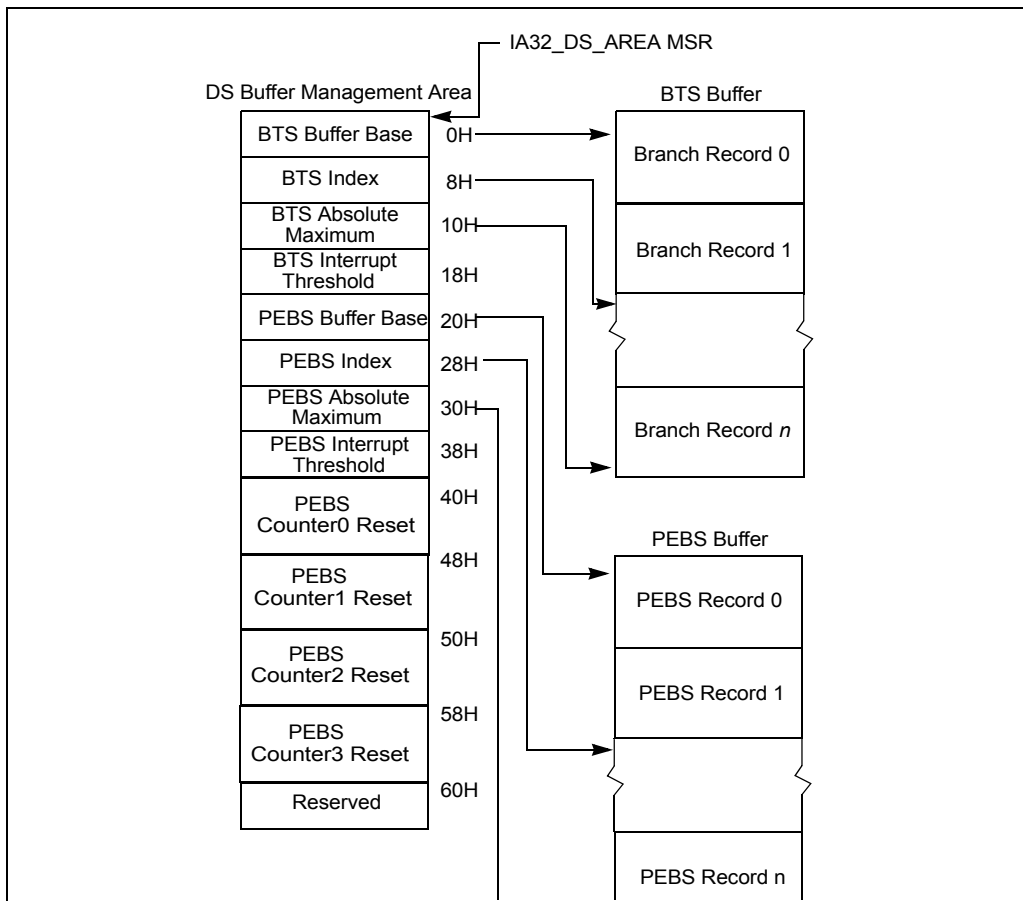 IA32_DS_AREA MSR
DS Buffer Management Area
BTS Buffer Base
0H
BTS Index
8H
BTS Absolute
Maximum
10H
BTS Interrupt
Threshold
18H
PEBS Buffer Base
20H
PEBS Index
28H
PEBS Absolute
Maximum
30H
PEBS Interrupt
Threshold
38H
PEBS
Counter0 Reset
40H
PEBS
Counter1 Reset
48H
PEBS
Counter2 Reset
50H
PEBS
Counter3 Reset
58H
Reserved
60H
BTS Buffer
Branch Record 0
Branch Record 1
Branch Record n
PEBS Buffer
PEBS Record 0
PEBS Record 1
PEBS Record n